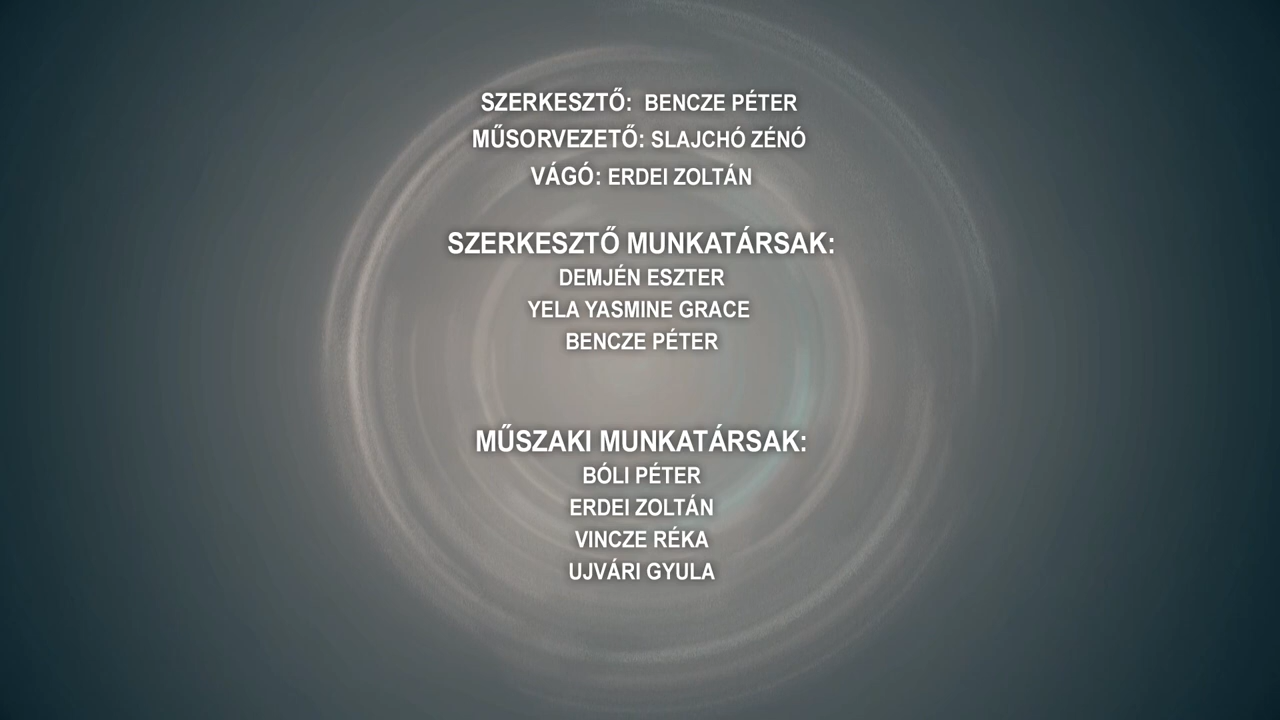 SZERKESZTŐ: BENCZE PÉTER
MŰSORVEZETŐ: SLAJCHÓ ZÉNÓ
VÁGÓ: ERDEI ZOLTÁN
SZERKESZTŐ MUNKATÁRSAK:
DEMJÉN ESZTER
YELA YASMINE GRACE
BENCZE PÉTER
MŰSZAKI MUNKATÁRSAK:
BÓLI PÉTER
ERDEI ZOLTÁN
VINCZE RÉKA
UJVÁRI GYULA